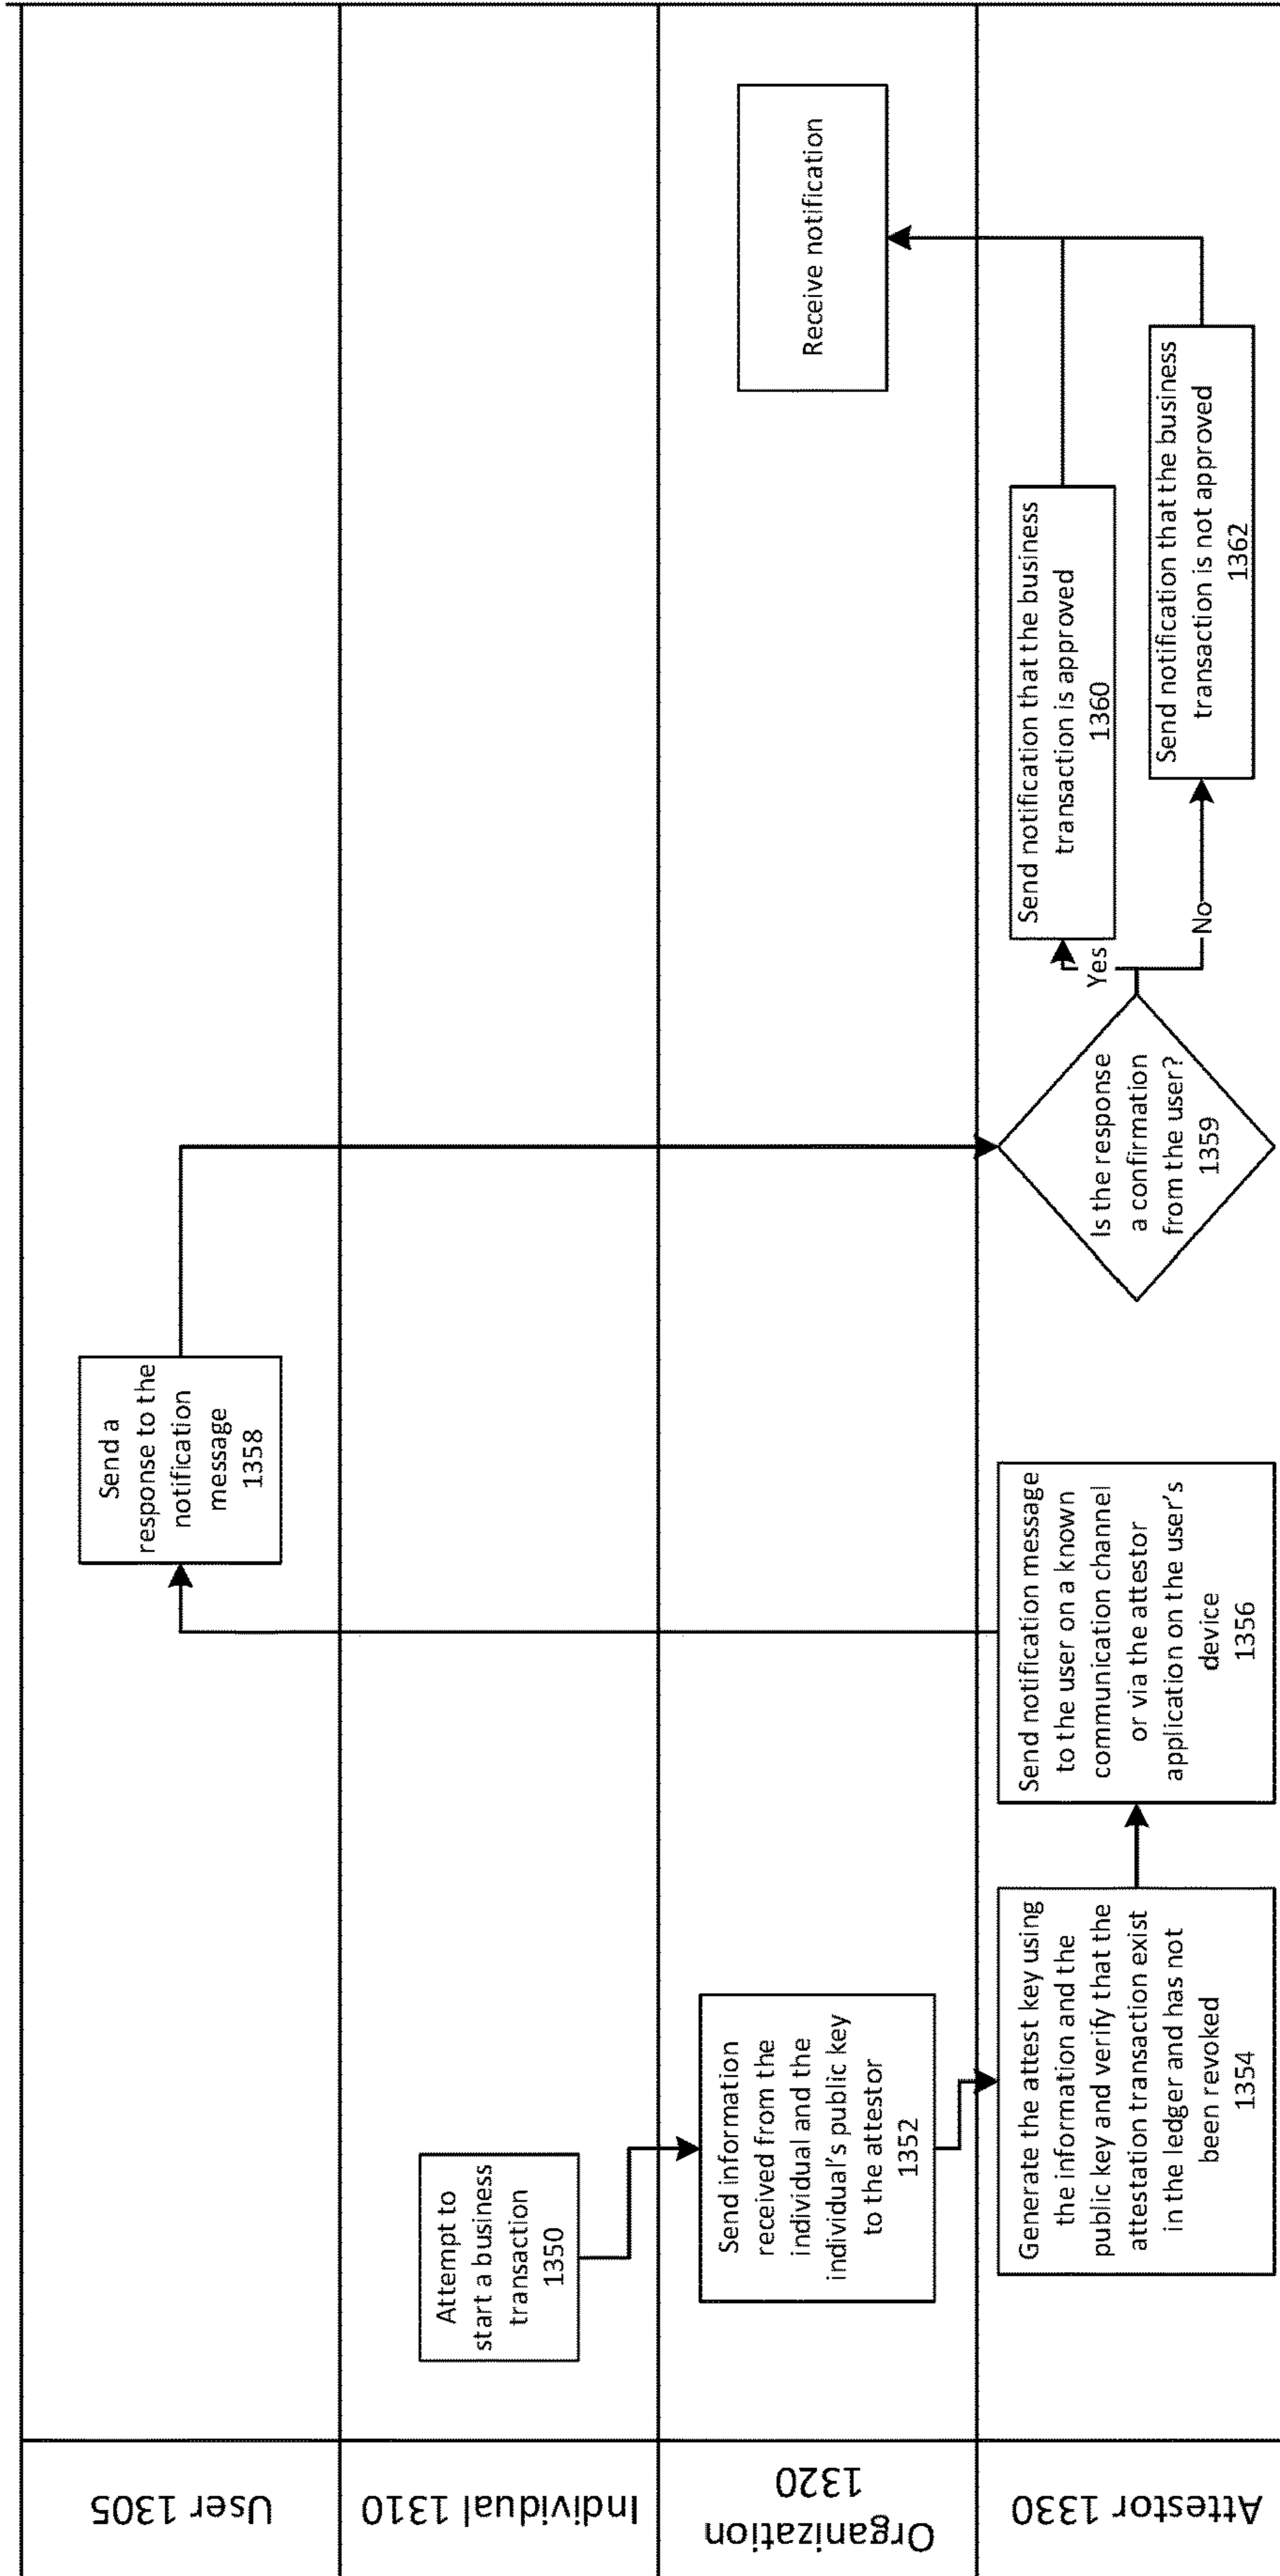 User 1305
Individual 1310
Organization
1320
Attestor 1330
Attempt to
start a business
transaction
1350
Send information
received from the
individual and the
individual's public key
to the attestor
1352
Generate the attest key using
the information and the
public key and verify that the
attestation transaction exist
in the ledger and has not
been revoked
1354
Send notification message
to the user on a known
communication channel
or via the attestor
application on the user's
device
1356
Send a
response to the
notification
message
1358
Is the response
a confirmation
from the user?
1359
Yes
No
Send notification that the business
transaction is approved
1360
Send notification that the business
transaction is not approved
1362
Receive notification